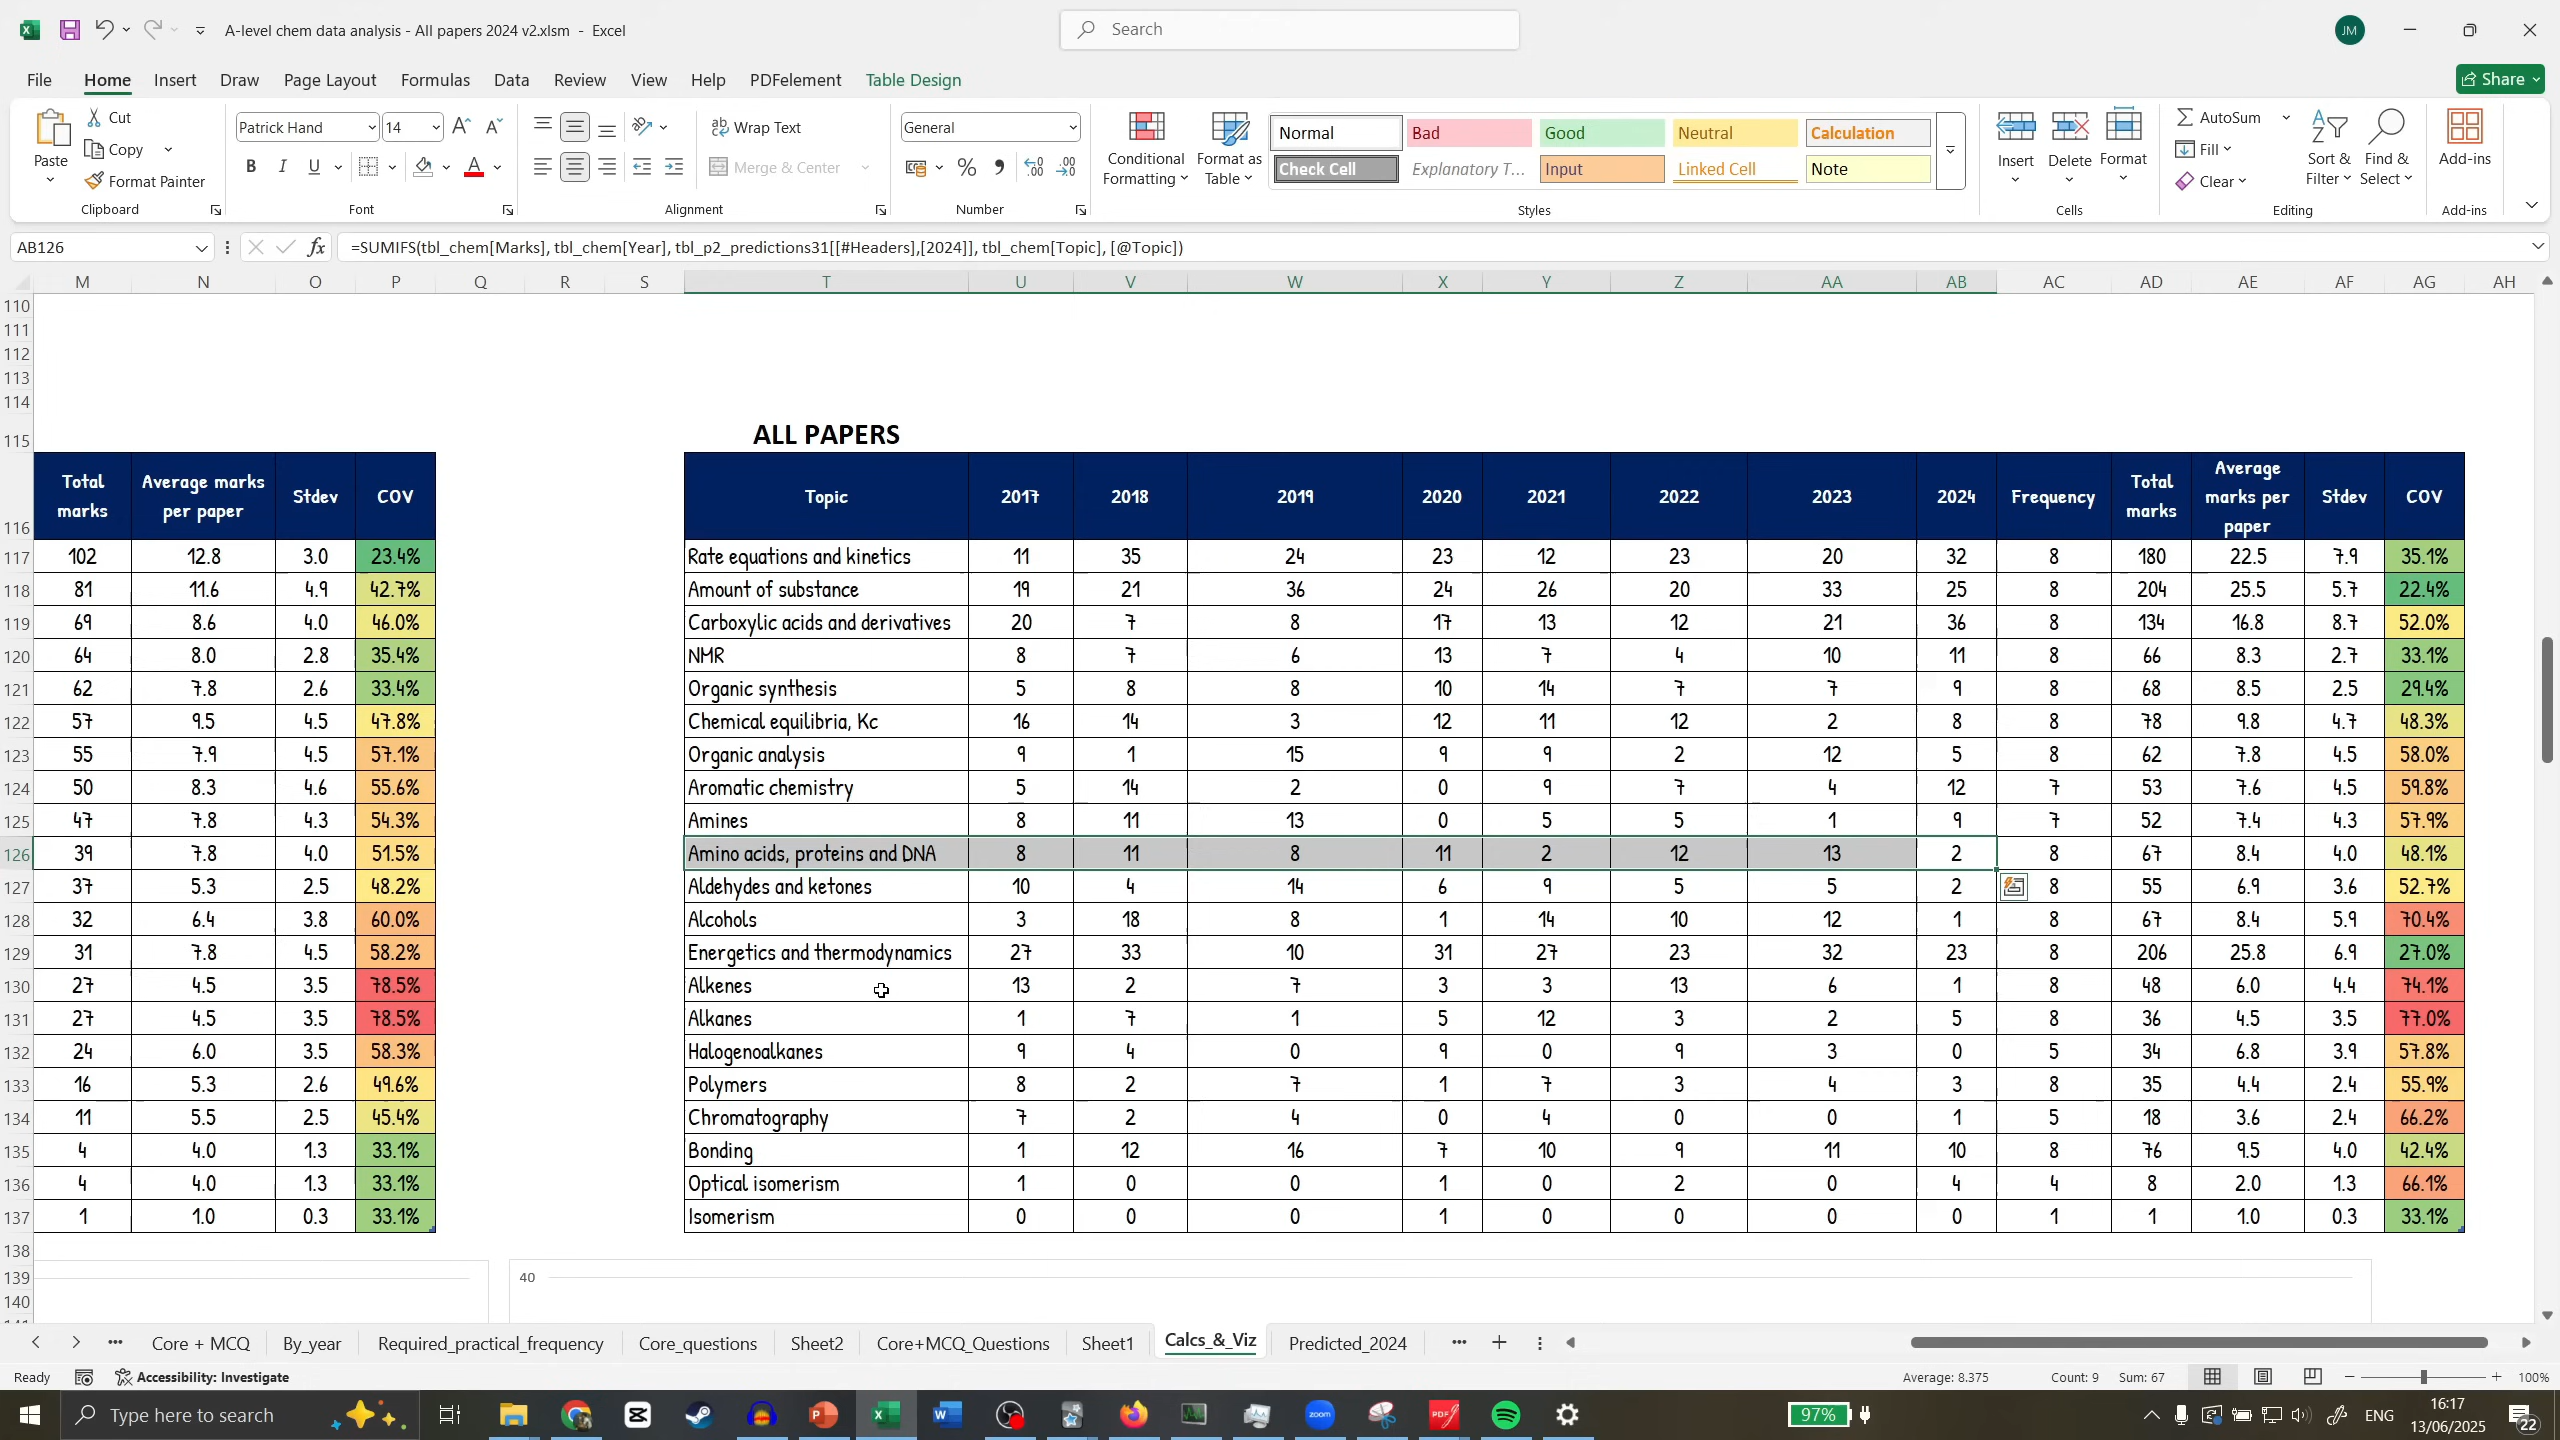 A-level chem data analysis - All papers 2024 v2.xlsm - Excel
Search
JM
File Home Insert Draw Page Layout Formulas Data Review View Help PDFelement Table Design
Share
Paste
Cut
Copy
Format Painter
Clipboard
Patrick Hand 14
B I U
Font
Wrap Text
Merge & Center
Alignment
General
Number
Conditional Formatting
Format as Table
Normal Bad Good Neutral Calculation
Check Cell Explanatory T... Input Linked Cell Note
Styles
Insert Delete Format
Cells
AutoSum
Fill
Clear
Sort & Filter
Find & Select
Editing
Add-ins
Add-ins
AB126 fx =SUMIFS(tbl_chem[Marks], tbl_chem[Year], tbl_p2_predictions31[[#Headers],[2024]], tbl_chem[Topic], [@Topic])
M N O P Q R S T U V W X Y Z AA AB AC AD AE AF AG AH
110
111
112
113
114
115 ALL PAPERS
116 Total marks Average marks per paper Stdev COV Topic 2017 2018 2019 2020 2021 2022 2023 2024 Frequency Total marks Average marks per paper Stdev COV
117 102 12.8 3.0 23.4% Rate equations and kinetics 11 35 24 23 12 23 20 32 8 180 22.5 7.9 35.1%
118 81 11.6 4.9 42.7% Amount of substance 19 21 36 24 26 20 33 25 8 204 25.5 5.7 22.4%
119 69 8.6 4.0 46.0% Carboxylic acids and derivatives 20 7 8 17 13 12 21 36 8 134 16.8 8.7 52.0%
120 64 8.0 2.8 35.4% NMR 8 7 6 13 7 4 10 11 8 66 8.3 2.7 33.1%
121 62 7.8 2.6 33.4% Organic synthesis 5 8 8 10 14 7 7 9 8 68 8.5 2.5 29.4%
122 57 9.5 4.5 47.8% Chemical equilibria, Kc 16 14 3 12 11 12 2 8 8 78 9.8 4.7 48.3%
123 55 7.9 4.5 57.1% Organic analysis 9 1 15 9 9 2 12 5 8 62 7.8 4.5 58.0%
124 50 8.3 4.6 55.6% Aromatic chemistry 5 14 2 0 9 7 4 12 7 53 7.6 4.5 59.8%
125 47 7.8 4.3 54.3% Amines 8 11 13 0 5 5 1 9 7 52 7.4 4.3 57.9%
126 39 7.8 4.0 51.5% Amino acids, proteins and DNA 8 11 8 11 2 12 13 2 8 67 8.4 4.0 48.1%
127 37 5.3 2.5 48.2% Aldehydes and ketones 10 4 14 6 9 5 5 2 8 55 6.9 3.6 52.7%
128 32 6.4 3.8 60.0% Alcohols 3 18 8 1 14 10 12 1 8 67 8.4 5.9 70.4%
129 31 7.8 4.5 58.2% Energetics and thermodynamics 27 33 10 31 27 23 32 23 8 206 25.8 6.9 27.0%
130 27 4.5 3.5 78.5% Alkenes 13 2 7 3 3 13 6 1 8 48 6.0 4.4 74.1%
131 27 4.5 3.5 78.5% Alkanes 1 7 1 5 12 3 2 5 8 36 4.5 3.5 77.0%
132 24 6.0 3.5 58.3% Halogenoalkanes 9 4 0 9 0 9 3 0 5 34 6.8 3.9 57.8%
133 16 5.3 2.6 49.6% Polymers 8 2 7 1 7 3 4 3 8 35 4.4 2.4 55.9%
134 11 5.5 2.5 45.4% Chromatography 7 2 4 0 4 0 0 1 5 18 3.6 2.4 66.2%
135 4 4.0 1.3 33.1% Bonding 1 12 16 7 10 9 11 10 8 76 9.5 4.0 42.4%
136 4 4.0 1.3 33.1% Optical isomerism 1 0 0 1 0 2 0 4 4 8 2.0 1.3 66.1%
137 1 1.0 0.3 33.1% Isomerism 0 0 0 1 0 0 0 0 1 1 1.0 0.3 33.1%
138
139 40
140
Core + MCQ By_year Required_practical_frequency Core_questions Sheet2 Core+MCQ_Questions Sheet1 Calcs_&_Viz Predicted_2024
Ready Accessibility: Investigate Average: 8.375 Count: 9 Sum: 67 100%
Type here to search
zoom
PDF
97%
ENG
16:17
13/06/2025
22